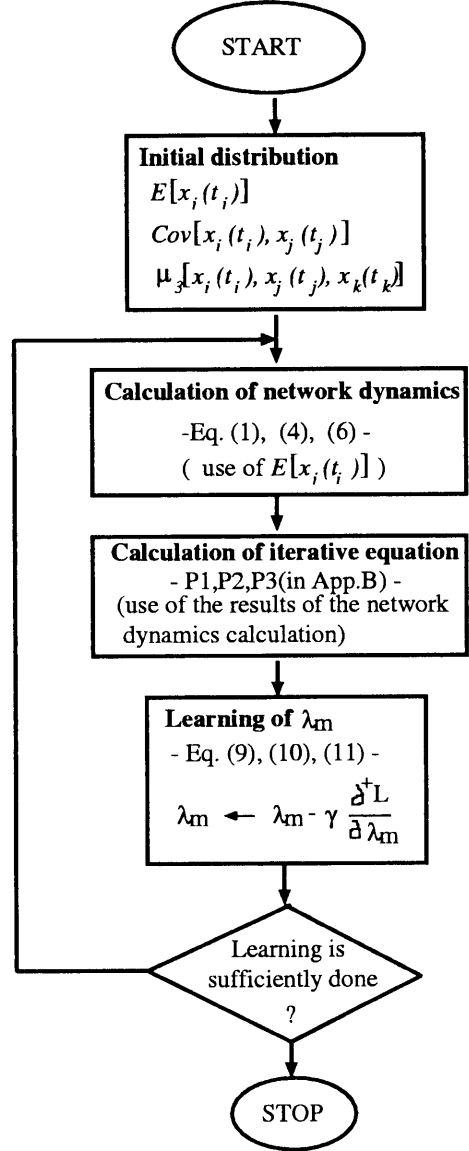 START
Initial distribution
E[x_i(t_i)]
Cov[x_i(t_i), x_j(t_j)]
μ_3[x_i(t_i), x_j(t_j), x_k(t_k)]
Calculation of network dynamics
-Eq. (1), (4), (6) -
( use of E[x_i(t_i)] )
Calculation of iterative equation
- P1,P2,P3(in App.B) -
(use of the results of the network
dynamics calculation)
Learning of λm
- Eq. (9), (10), (11) -
λm ← λm - γ ∂⁺L / ∂λm
Learning is
sufficiently done
?
STOP